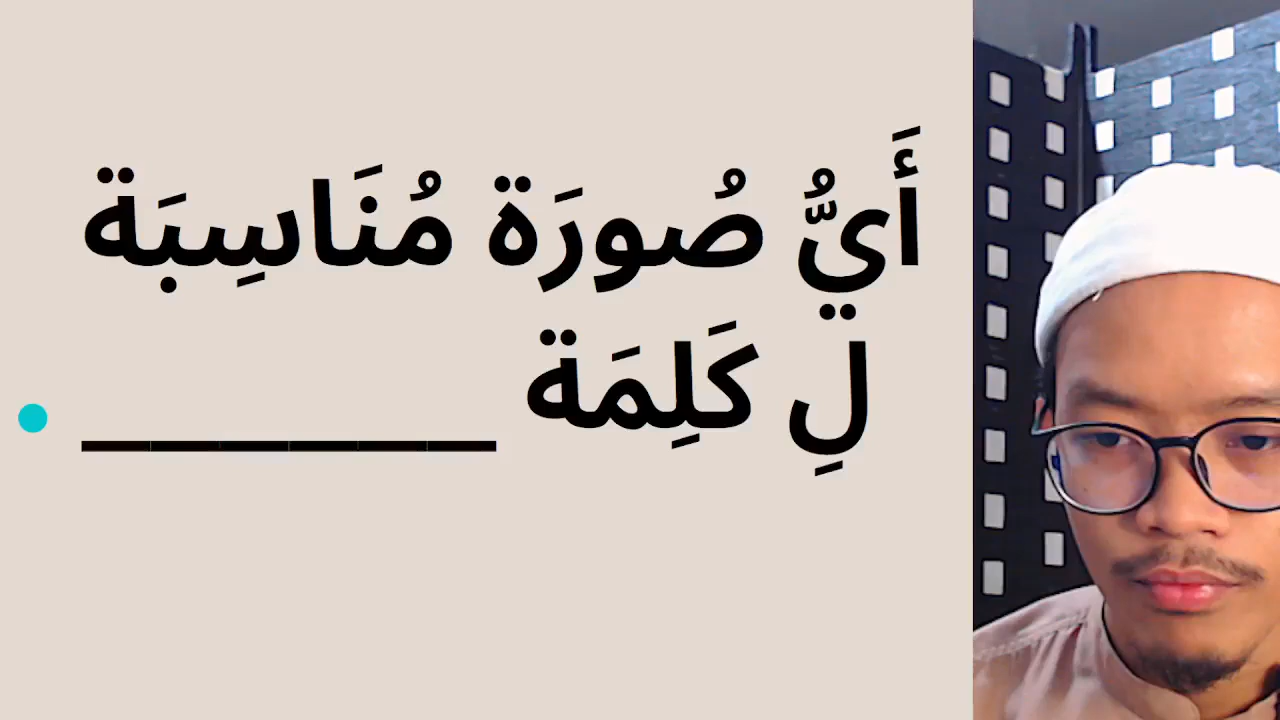 أَيُّ صُورَة مُنَاسِبَة
لِ كَلِمَة ______